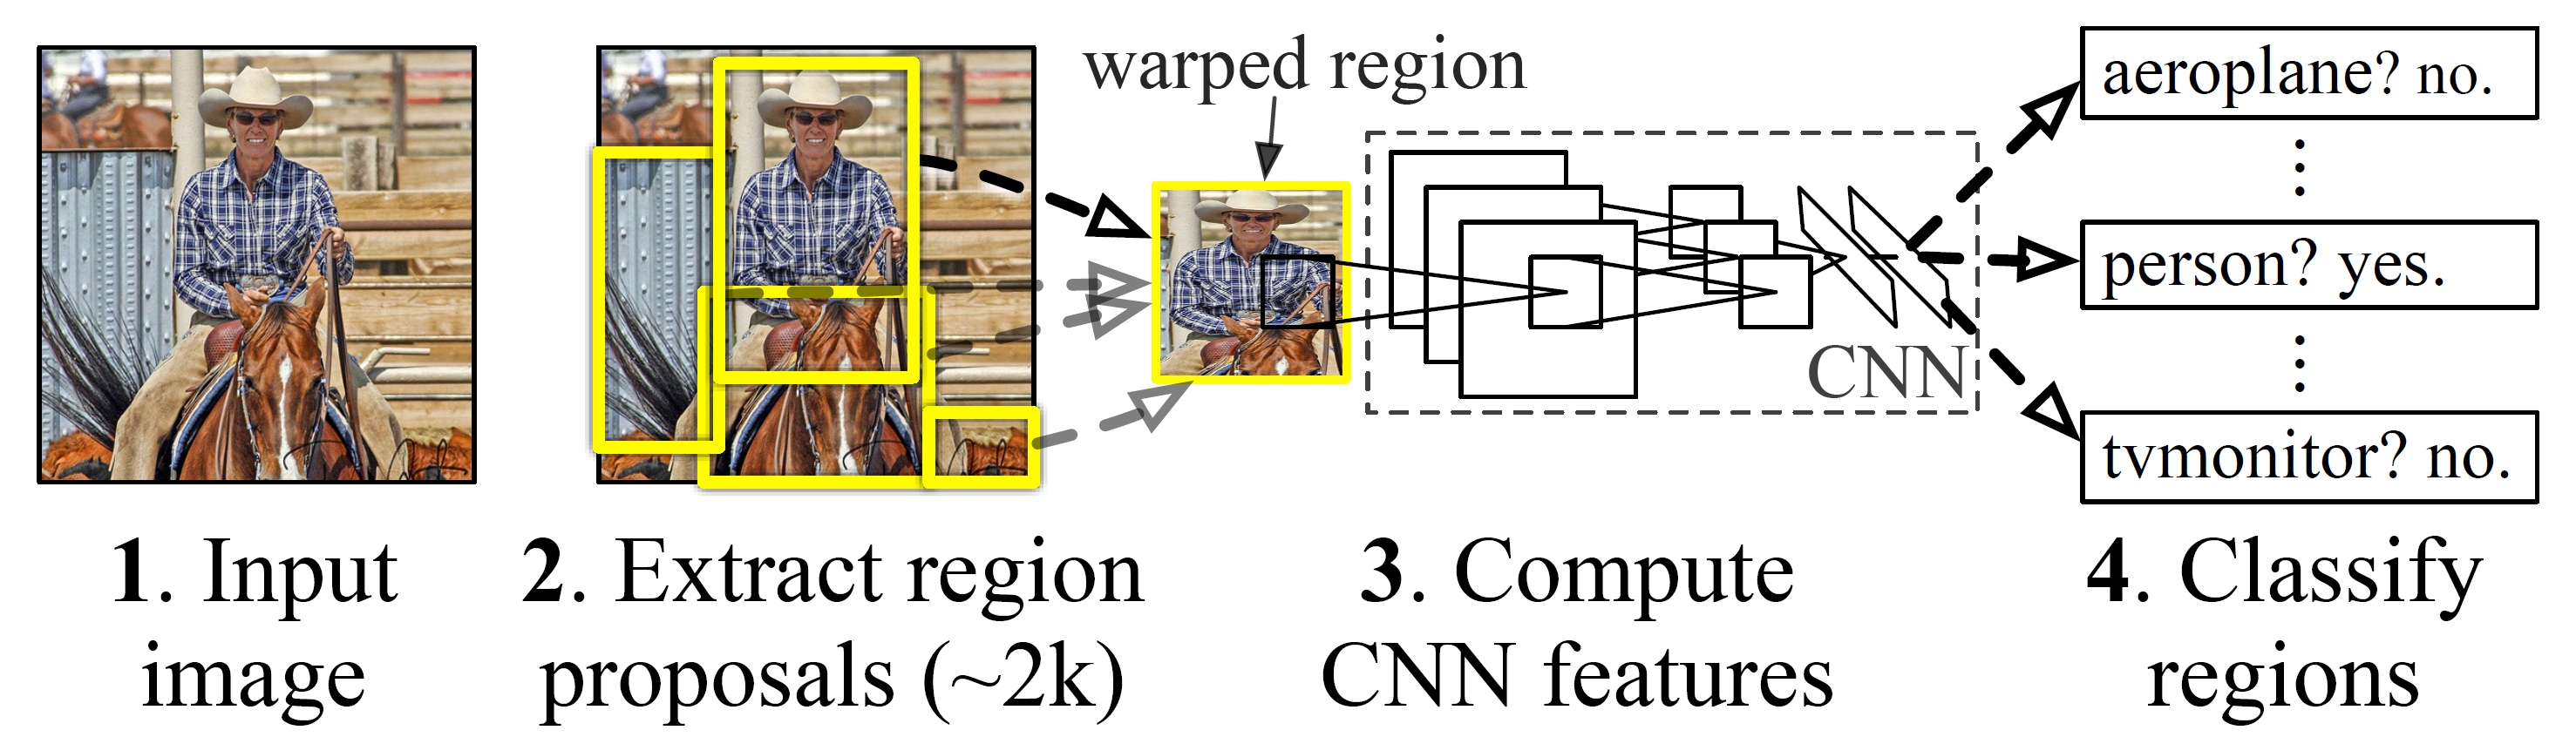 warped region
aeroplane? no.
person? yes.
CNN
tvmonitor? no.
1. Input
image
2. Extract region
proposals (~2k)
3. Compute
CNN features
4. Classify
regions